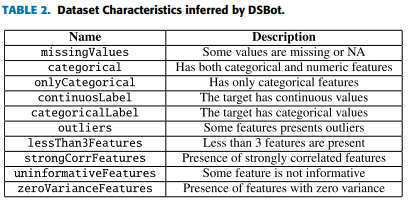 TABLE 2. Dataset Characteristics inferred by DSBot.
Name Description
missingValues Some values are missing or NA
categorical Has both categorical and numeric features
onlyCategorical Has only categorical features
continuosLabel The target has continuous values
categoricalLabel The target has categorical values
outliers Some features presents outliers
lessThan3Features Less than 3 features are present
strongCorrFeatures Presence of strongly correlated features
uninformativeFeatures Some feature is not informative
zeroVarianceFeatures Presence of features with zero variance